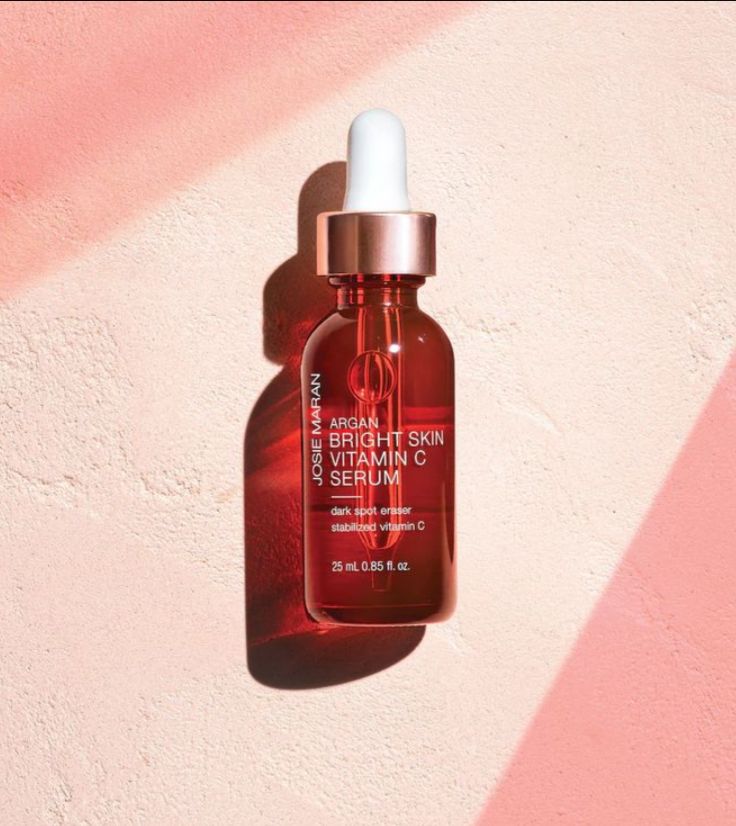 JOSIE MARAN
ARGAN
BRIGHT SKIN
VITAMIN C
SERUM
dark spot eraser
stabilized vitamin C
25 mL 0.85 fl. oz.